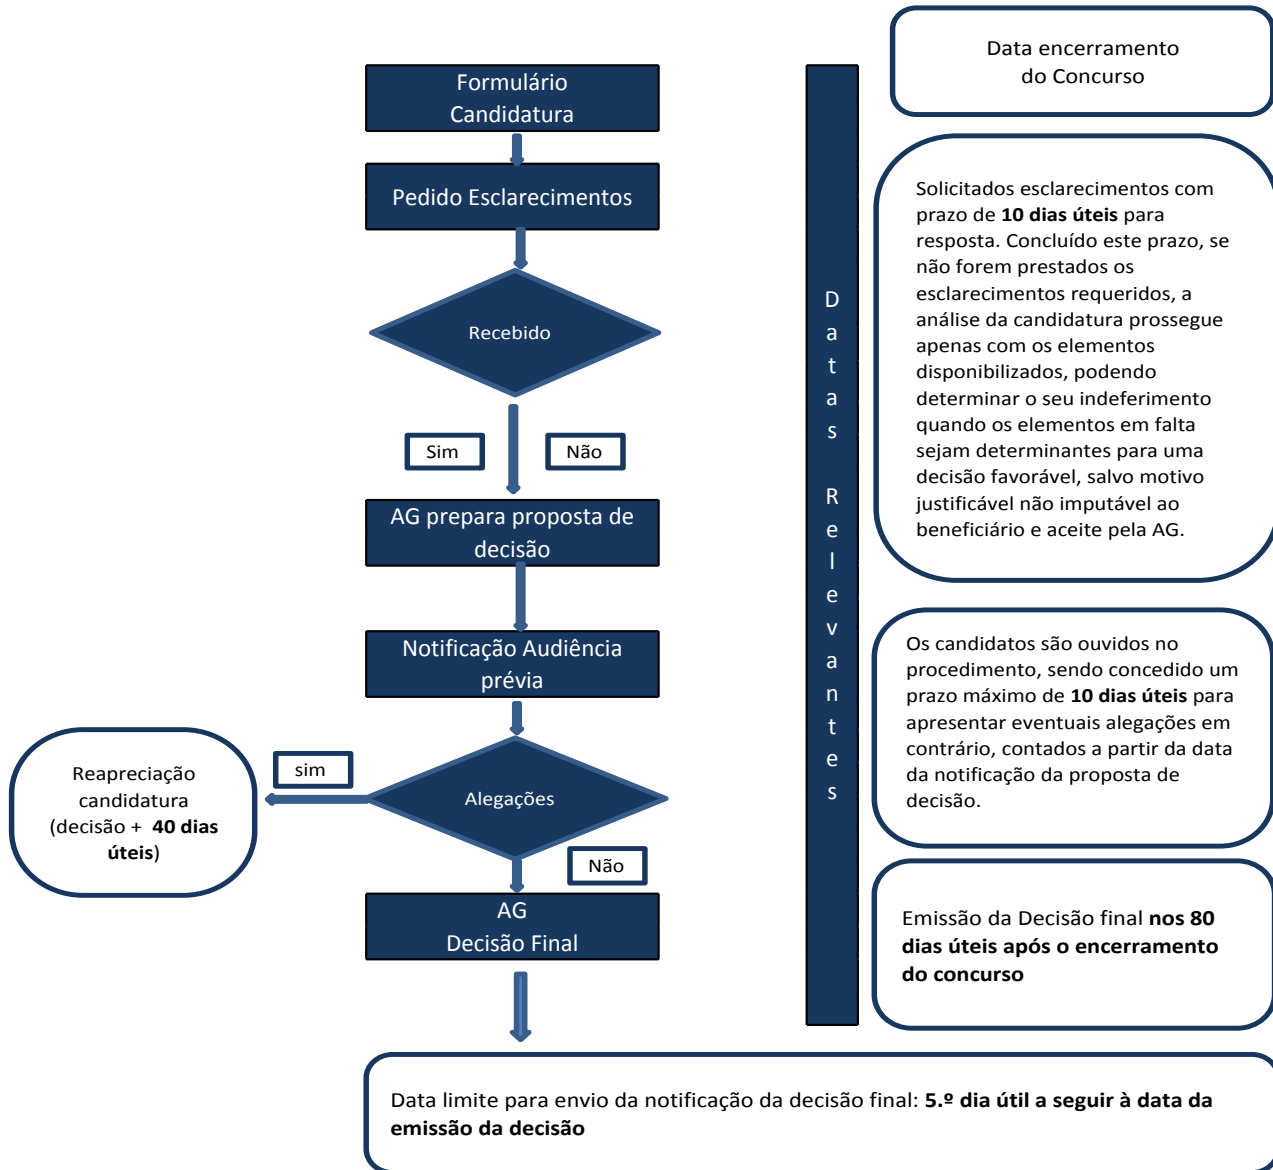 Formulário
Candidatura
Pedido Esclarecimentos
Recebido
Sim
Não
AG prepara proposta de
decisão
Notificação Audiência
prévia
Alegações
sim
Reapreciação
candidatura
(decisão + 40 dias
úteis)
Não
AG
Decisão Final
Datas Relevantes
Data encerramento
do Concurso
Solicitados esclarecimentos com
prazo de 10 dias úteis para
resposta. Concluído este prazo, se
não forem prestados os
esclarecimentos requeridos, a
análise da candidatura prossegue
apenas com os elementos
disponibilizados, podendo
determinar o seu indeferimento
quando os elementos em falta
sejam determinantes para uma
decisão favorável, salvo motivo
justificável não imputável ao
beneficiário e aceite pela AG.
Os candidatos são ouvidos no
procedimento, sendo concedido um
prazo máximo de 10 dias úteis para
apresentar eventuais alegações em
contrário, contados a partir da data
da notificação da proposta de
decisão.
Emissão da Decisão final nos 80
dias úteis após o encerramento
do concurso
Data limite para envio da notificação da decisão final: 5.º dia útil a seguir à data da
emissão da decisão